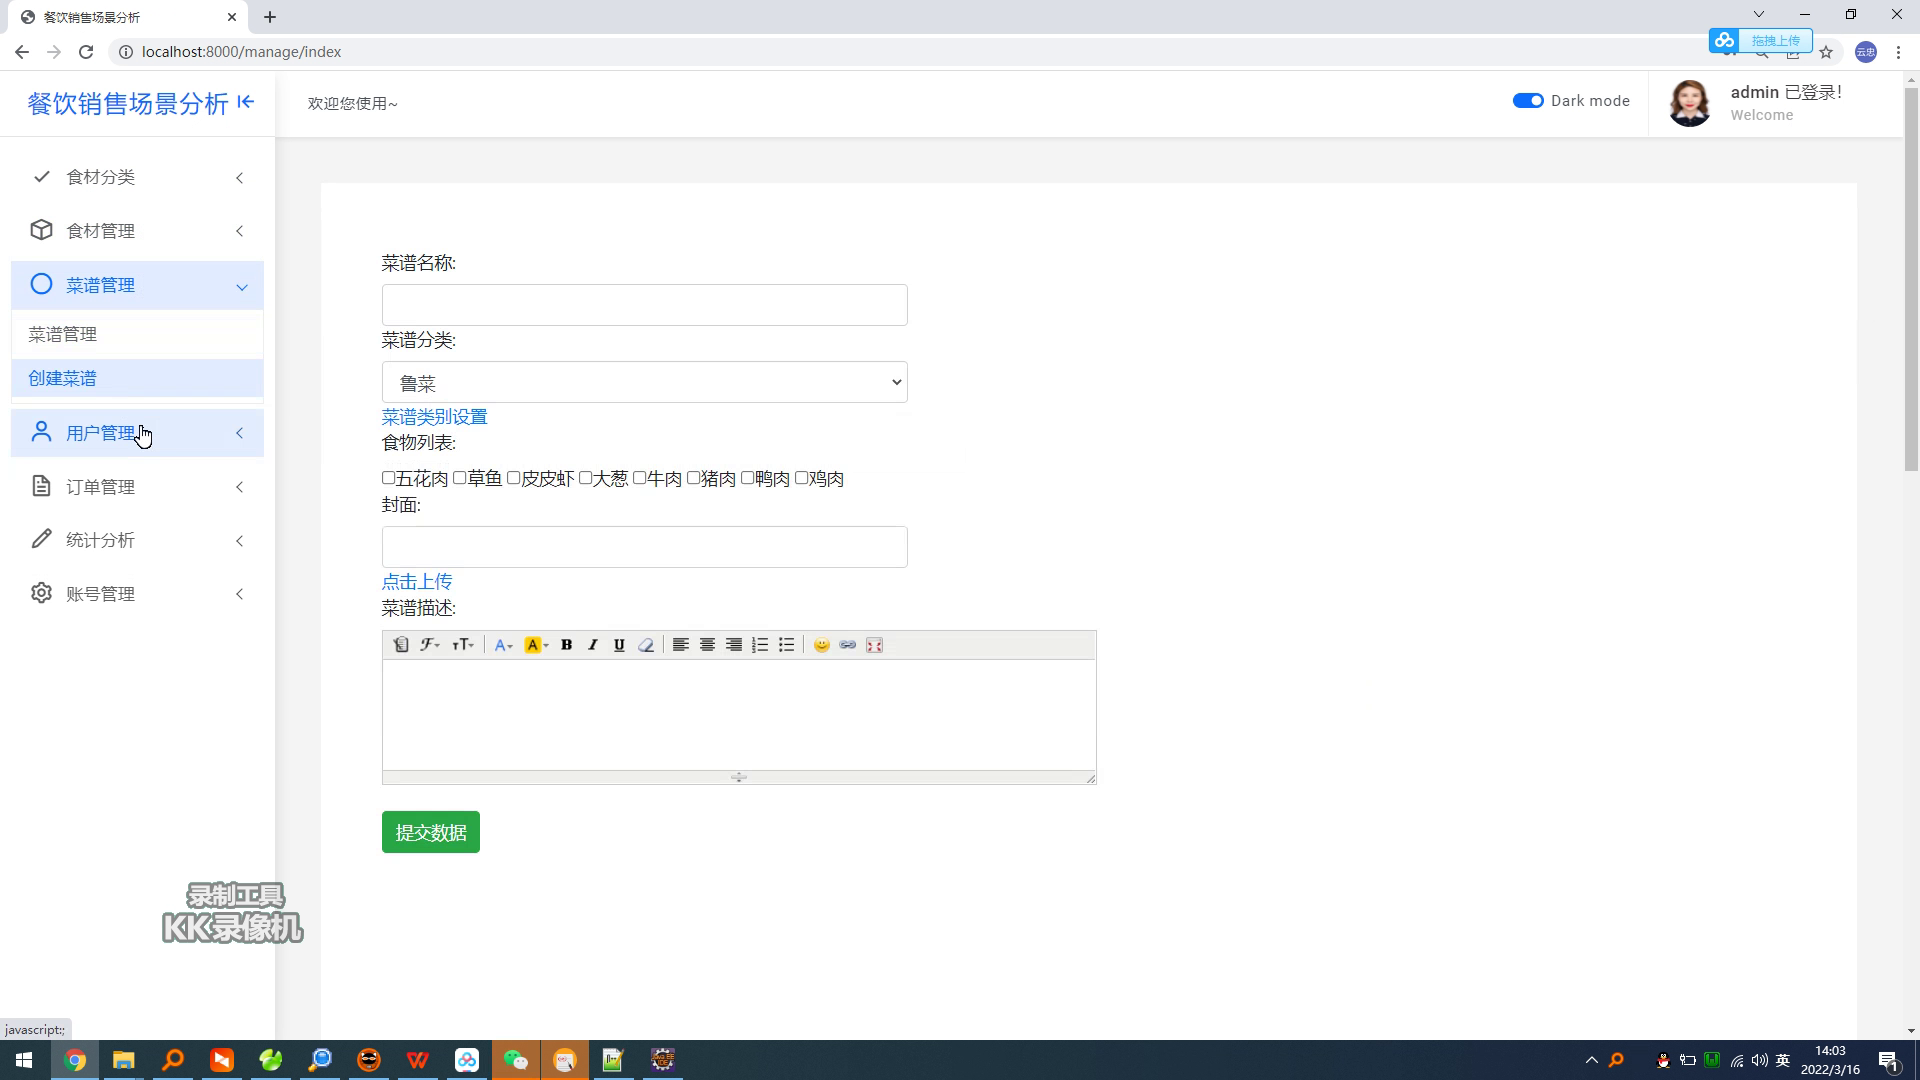 餐饮销售场景分析
localhost:8000/manage/index
拖拽上传
云忠
餐饮销售场景分析
欢迎您使用~
Dark mode
admin 已登录!
Welcome
食材分类
食材管理
菜谱管理
菜谱管理
创建菜谱
用户管理
订单管理
统计分析
账号管理
菜谱名称:
菜谱分类:
鲁菜
菜谱类别设置
食物列表:
五花肉 草鱼 皮皮虾 大葱 牛肉 猪肉 鸭肉 鸡肉
封面:
点击上传
菜谱描述:
提交数据
录制工具
KK录像机
javascript:;
英
14:03
2022/3/16
1